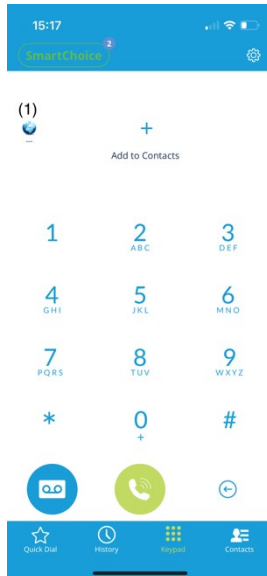 15:17
SmartChoice 2
(1)
+
Add to Contacts
1 2 3
ABC DEF
4 5 6
GHI JKL MNO
7 8 9
PQRS TUV WXYZ
* 0 #
+
Quick Dial History Keypad Contacts